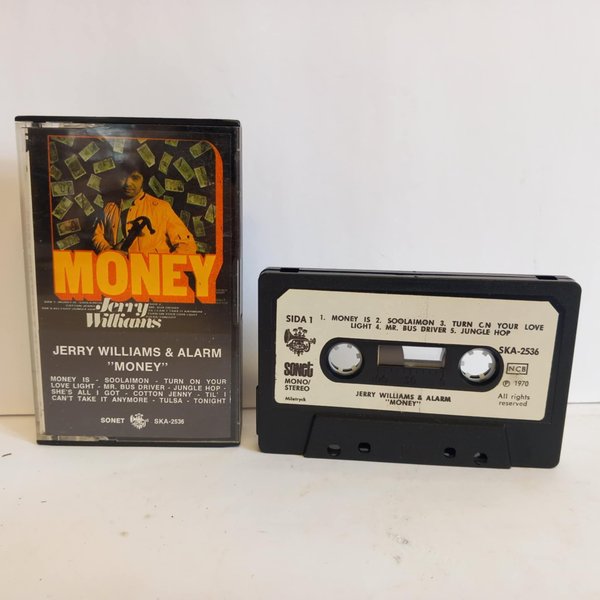 MONEY
Jerry
Williams
JERRY WILLIAMS & ALARM
"MONEY"
MONEY IS - SOOLAIMON - TURN ON YOUR
LOVE LIGHT - MR. BUS DRIVER - JUNGLE HOP -
SHE'S ALL I GOT - COTTON JENNY - TIL' I
CAN'T TAKE IT ANYMORE - TULSA - TONIGHT
SONET SKA-2536
SIDA 1 1. MONEY IS 2. SOOLAIMON 3. TURN C.N YOUR LOVE
LIGHT 4. MR. BUS DRIVER 5. JUNGLE HOP
SKA-2536
sonet
MONO/
STEREO
NCB
℗ 1970
JERRY WILLIAMS & ALARM
"MONEY"
All rights
reserved
Mölntryck